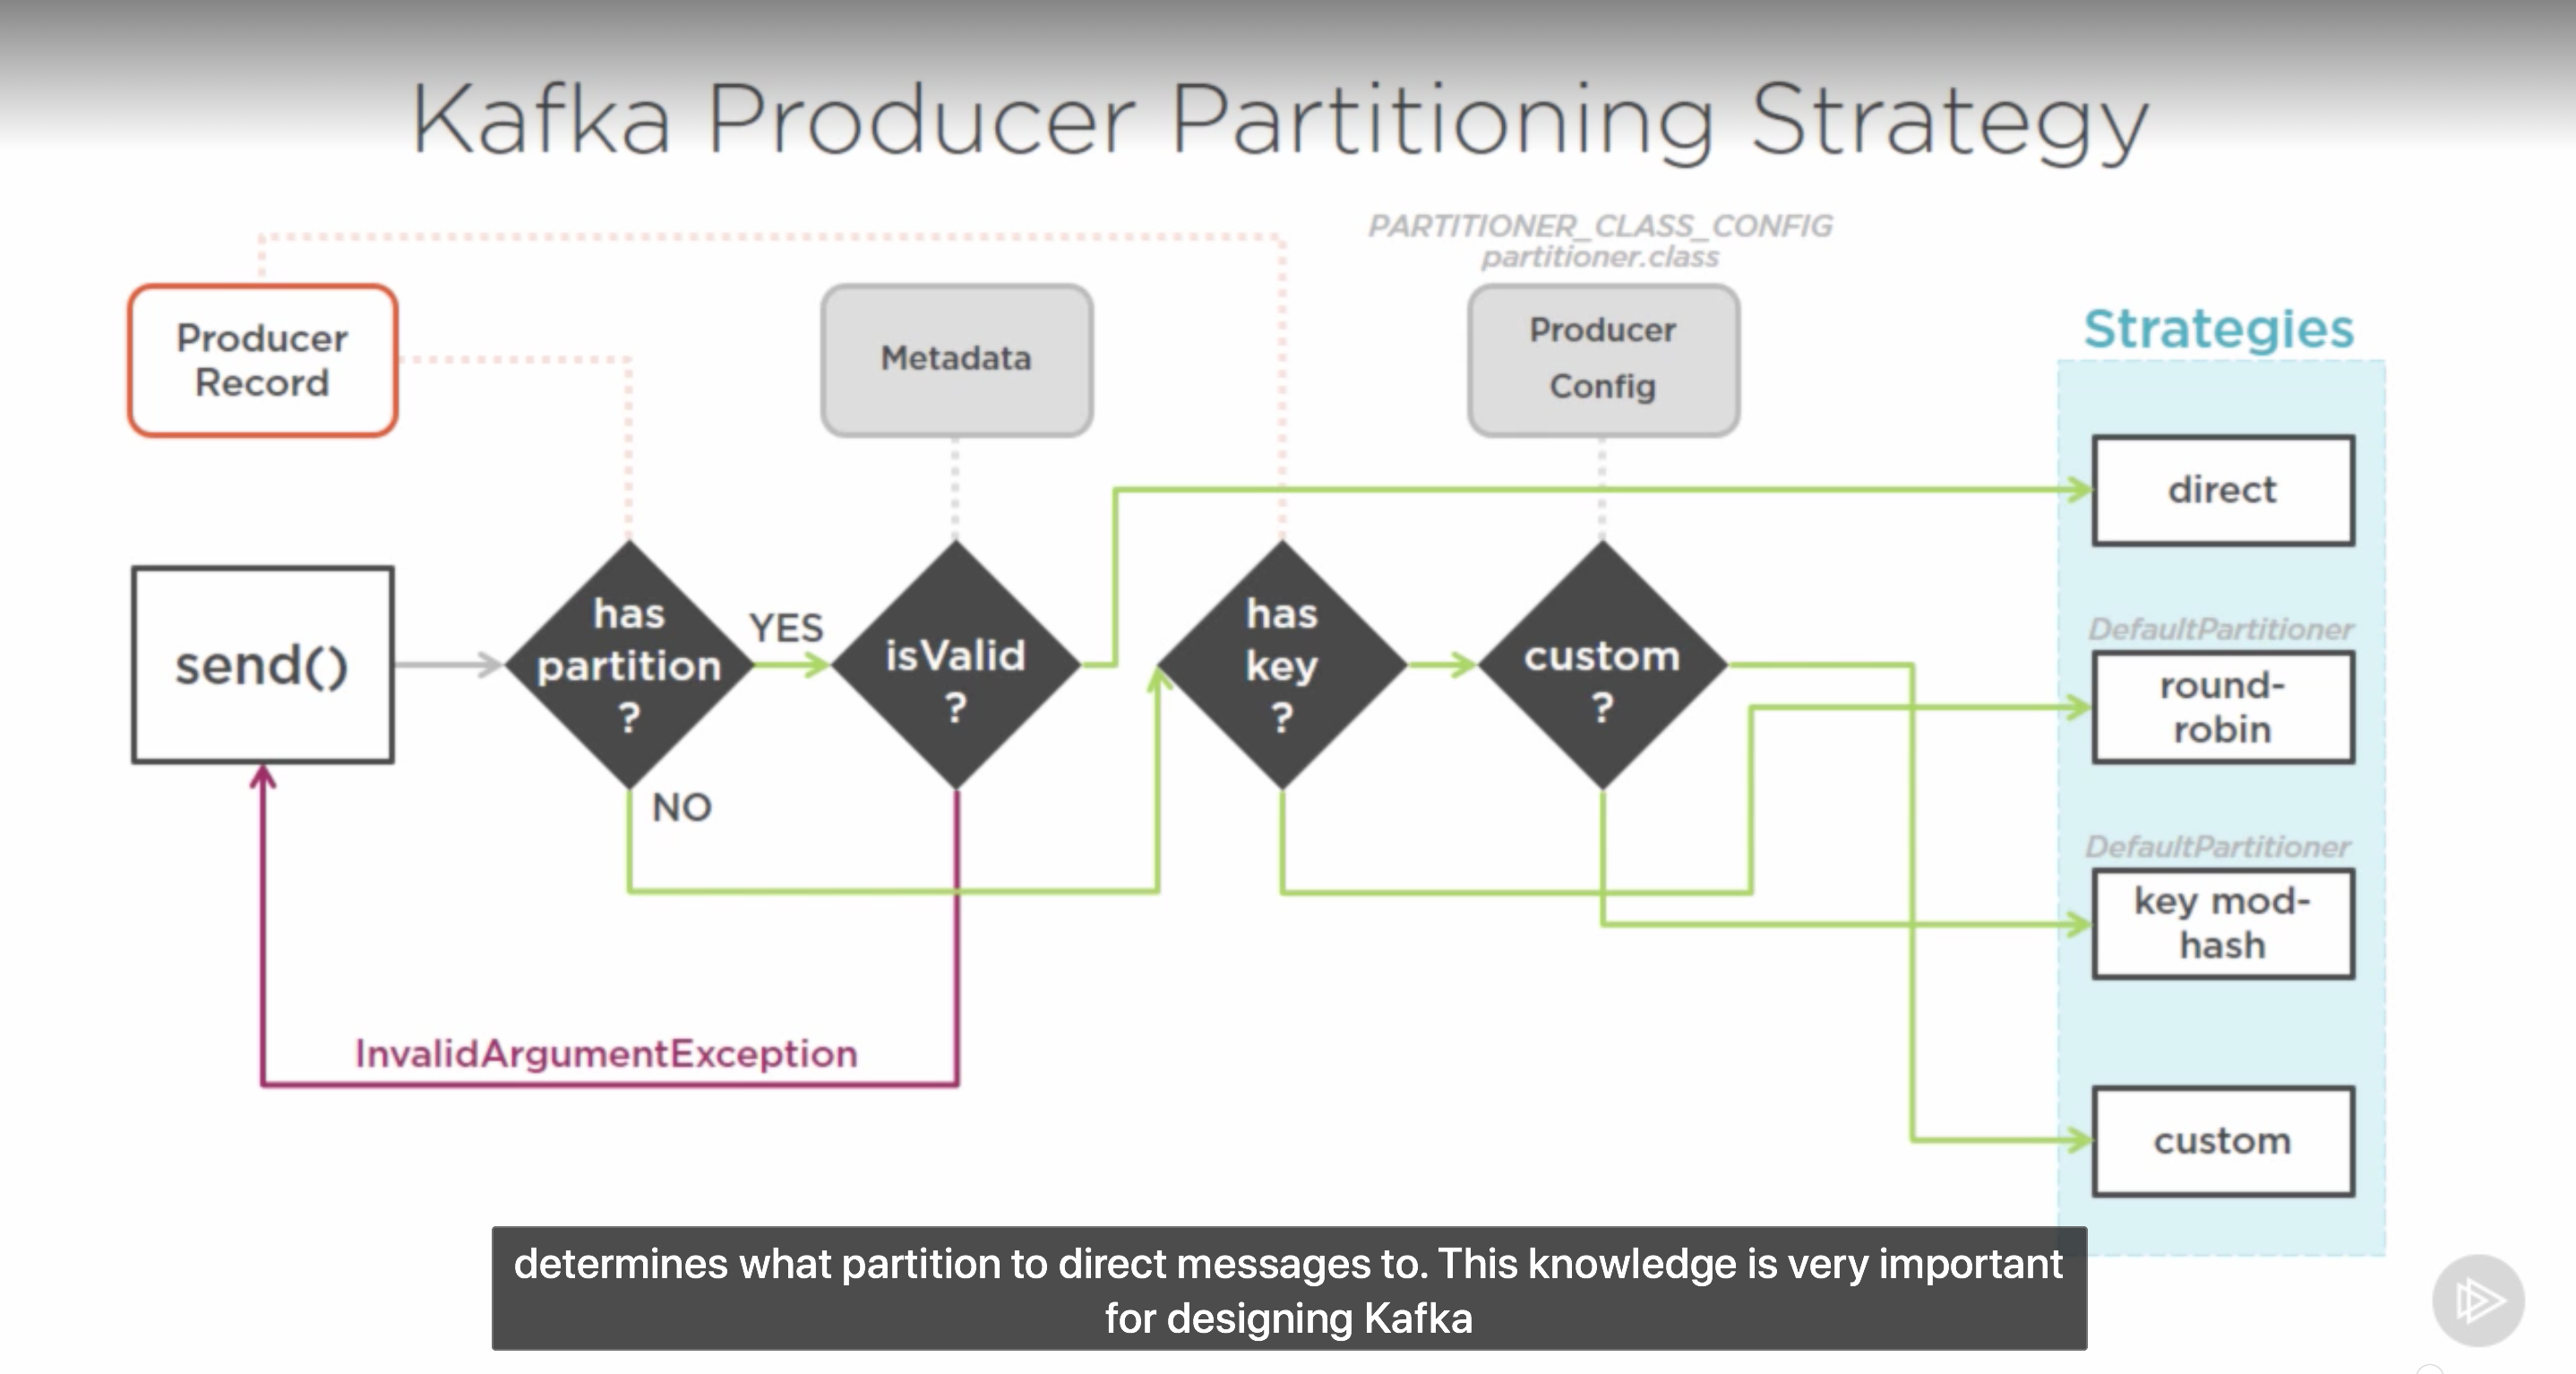 Kafka Producer Partitioning Strategy
PARTITIONER_CLASS_CONFIG
partitioner.class
Producer
Record
Metadata
Producer
Config
Strategies
direct
send()
has
partition
?
YES
NO
isValid
?
has
key
?
custom
?
DefaultPartitioner
round-
robin
DefaultPartitioner
key mod-
hash
InvalidArgumentException
custom
determines what partition to direct messages to. This knowledge is very important
for designing Kafka